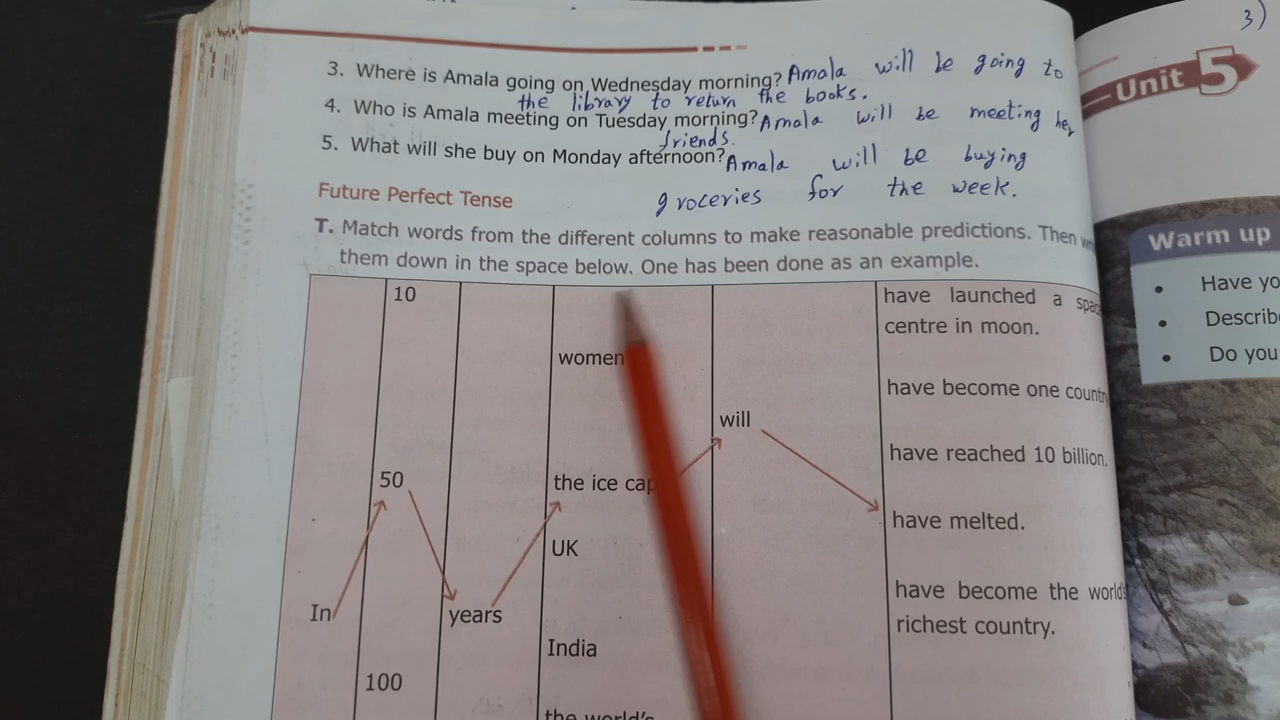 3)
3. Where is Amala going on Wednesday morning? Amala will be going to
the library to return the books.
4. Who is Amala meeting on Tuesday morning? Amala will be meeting her
friends.
5. What will she buy on Monday afternoon? Amala will be buying
groceries for the week.
Future Perfect Tense
T. Match words from the different columns to make reasonable predictions. Then
them down in the space below. One has been done as an example.
10
women
will
50
the ice cap
UK
In
years
India
100
the world's
have launched a
centre in moon.
have become one
have reached 10 billion.
have melted.
have become the world's
richest country.
Unit 5
Warm up
• Have
•
• Do you